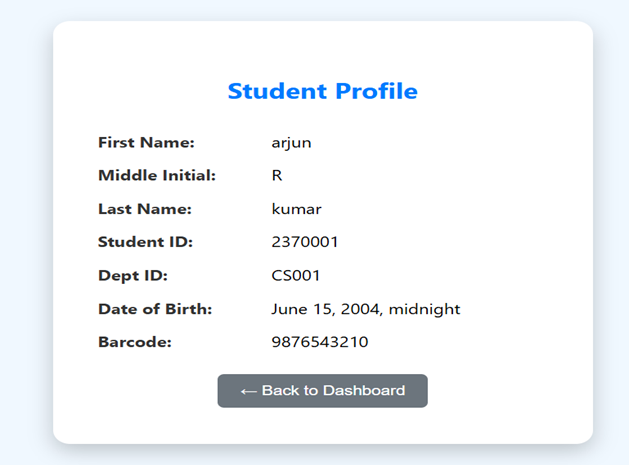 Student Profile
First Name: arjun
Middle Initial: R
Last Name: kumar
Student ID: 2370001
Dept ID: CS001
Date of Birth: June 15, 2004, midnight
Barcode: 9876543210
← Back to Dashboard